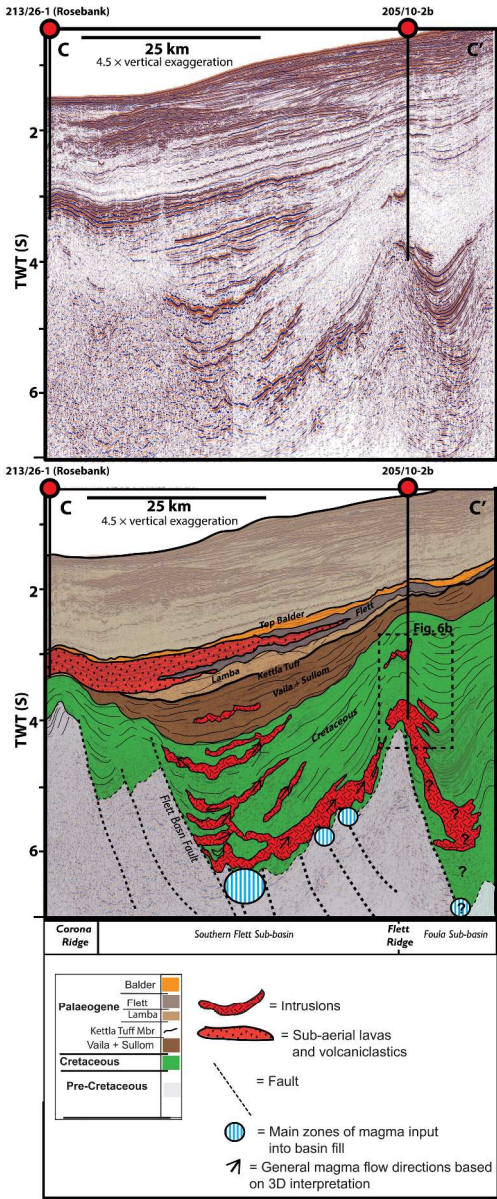 213/26-1 (Rosebank)
205/10-2b
C
25 km
4.5 × vertical exaggeration
C'
2
4
6
TWT (S)
213/26-1 (Rosebank)
205/10-2b
C
25 km
4.5 × vertical exaggeration
C'
2
4
6
TWT (S)
Top Balder
Flett
Fig. 6b
Lamba
Kettla Tuff
Vaila + Sullom
Cretaceous
Flett Basn Fault
?
?
?
?
Corona
Ridge
Southern Flett Sub-basin
Flett
Ridge
Foula Sub-basin
Balder
Palaeogene
Flett
Lamba
Kettla Tuff Mbr
Vaila + Sullom
Cretaceous
Pre-Cretaceous
= Intrusions
= Sub-aerial lavas
and volcaniclastics
= Fault
= Main zones of magma input
into basin fill
= General magma flow directions based
on 3D interpretation